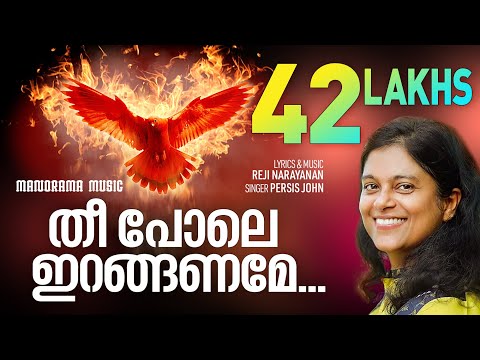 42 LAKHS
LYRICS & MUSIC
REJI NARAYANAN
SINGER PERSIS JOHN
MANORAMA MUSIC
തീ പോലെ
ഇറങ്ങണമേ...